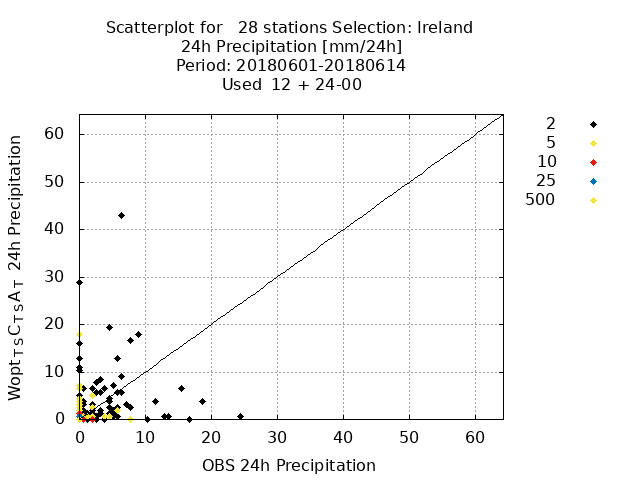 Scatterplot for 28 stations Selection: Ireland
24h Precipitation [mm/24h]
Period: 20180601-20180614
Used 12 + 24-00
2
5
10
25
500
60
50
40
30
20
10
0
0 10 20 30 40 50 60
Wopt T S C T S A T 24h Precipitation
OBS 24h Precipitation